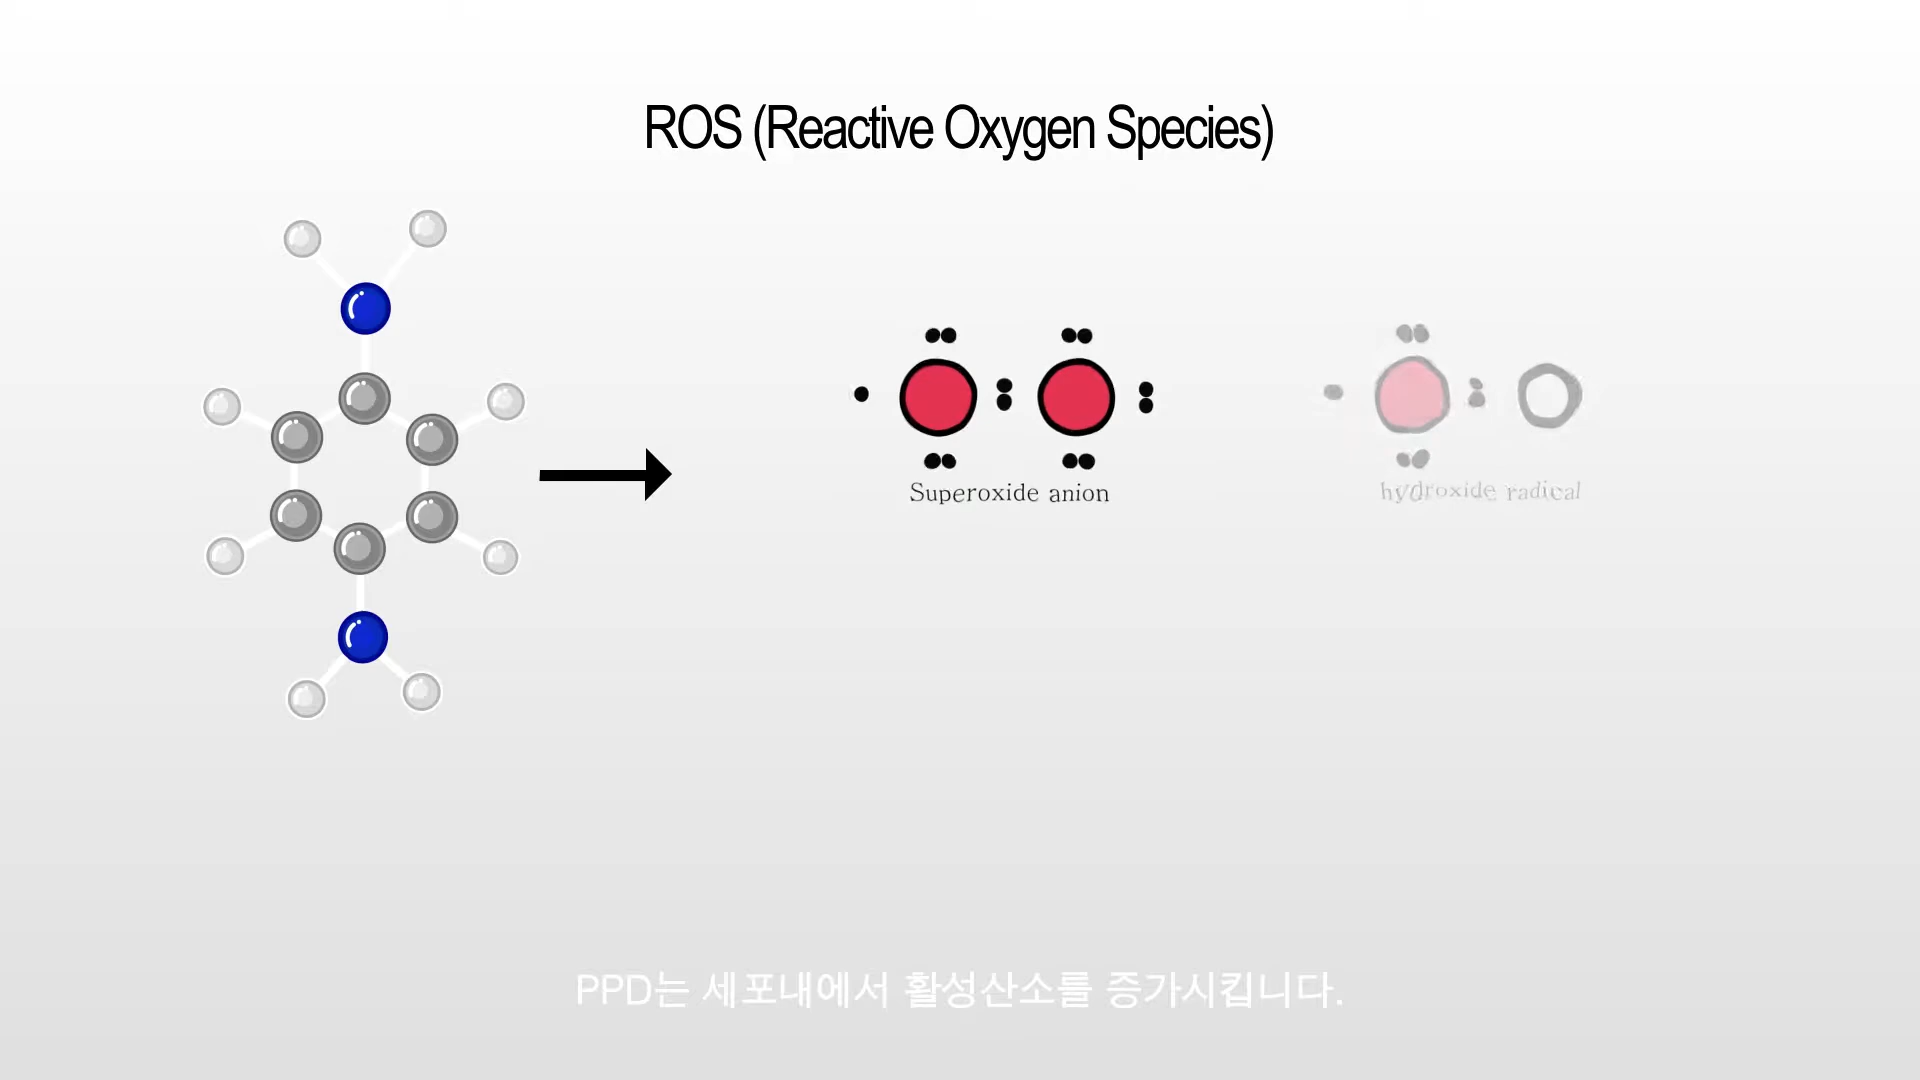 ROS (Reactive Oxygen Species)
Superoxide anion
hydroxide radical
PPD는 세포내에서 활성산소를 증가시킵니다.